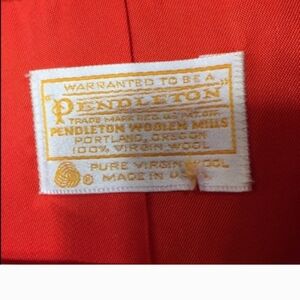 WARRANTED TO BE A
"PENDLETON"
TRADE MARK REG. U.S. PAT. OFF.
PENDLETON WOOLEN MILLS
PORTLAND, OREGON
100% VIRGIN WOOL
PURE VIRGIN WOOL
® MADE IN U.S.